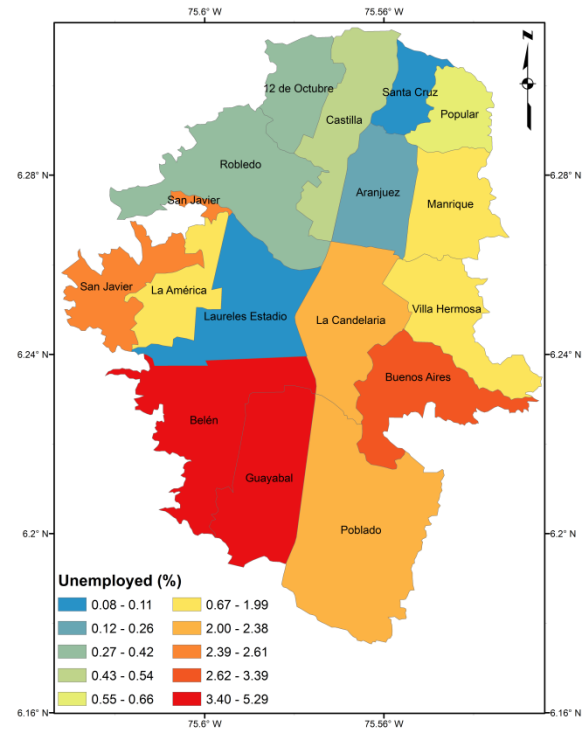 75.6° W 75.56° W
N
12 de Octubre
Santa Cruz
Castilla
Popular
Robledo
6.28° N 6.28° N
Aranjuez
San Javier
Manrique
San Javier
La América
Laureles Estadio
La Candelaria
Villa Hermosa
6.24° N 6.24° N
Buenos Aires
Belén
Guayabal
Poblado
6.2° N 6.2° N
Unemployed (%)
0.08 - 0.11 0.67 - 1.99
0.12 - 0.26 2.00 - 2.38
0.27 - 0.42 2.39 - 2.61
0.43 - 0.54 2.62 - 3.39
0.55 - 0.66 3.40 - 5.29
6.16° N 6.16° N
75.6° W 75.56° W